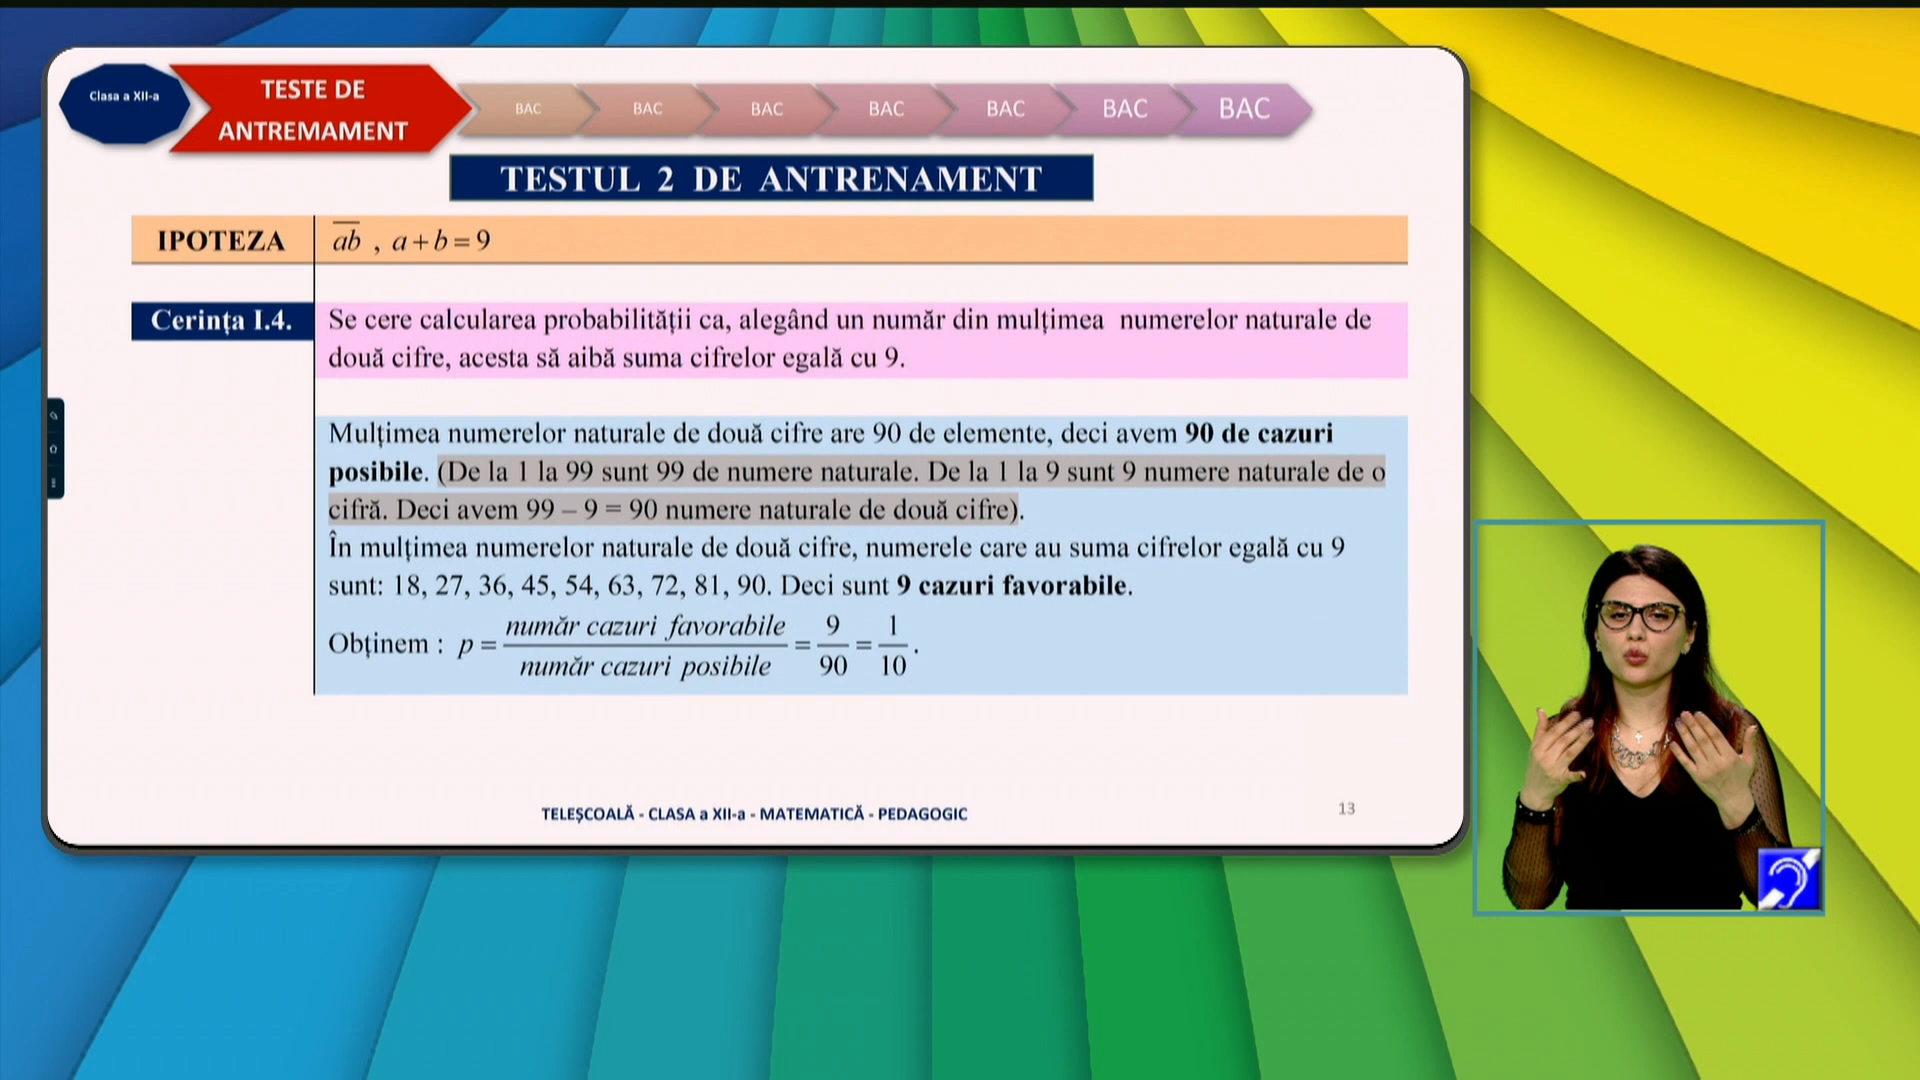 Clasa a XII-a
TESTE DE
ANTREMAMENT
BAC BAC BAC BAC BAC BAC BAC
TESTUL 2 DE ANTRENAMENT
IPOTEZA
\overline{ab} , a + b = 9
Cerința I.4.
Se cere calcularea probabilității ca, alegând un număr din mulțimea numerelor naturale de
două cifre, acesta să aibă suma cifrelor egală cu 9.
Mulțimea numerelor naturale de două cifre are 90 de elemente, deci avem 90 de cazuri
posibile. (De la 1 la 99 sunt 99 de numere naturale. De la 1 la 9 sunt 9 numere naturale de o
cifră. Deci avem 99 – 9 = 90 numere naturale de două cifre).
În mulțimea numerelor naturale de două cifre, numerele care au suma cifrelor egală cu 9
sunt: 18, 27, 36, 45, 54, 63, 72, 81, 90. Deci sunt 9 cazuri favorabile.
Obținem : p = \frac{număr cazuri favorabile}{număr cazuri posibile} = \frac{9}{90} = \frac{1}{10} .
TELEȘCOALĂ - CLASA a XII-a - MATEMATICĂ - PEDAGOGIC
13